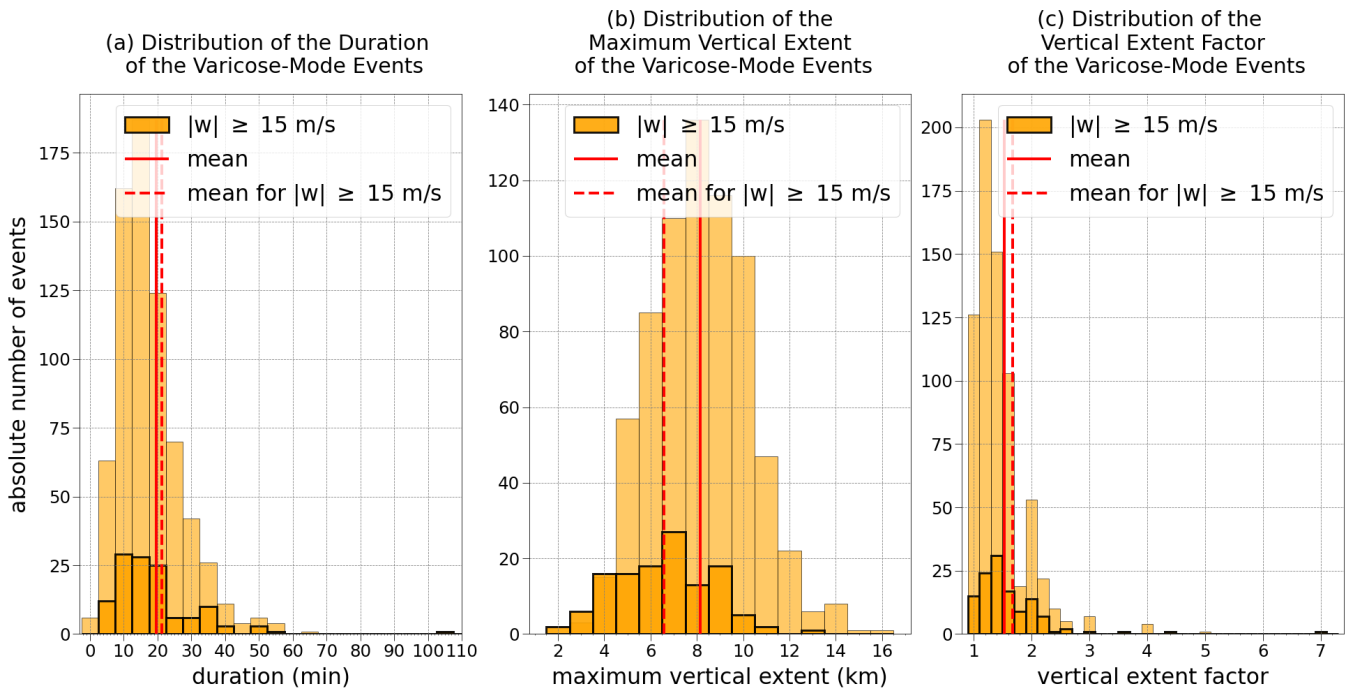 (a) Distribution of the Duration
of the Varicose-Mode Events
(b) Distribution of the
Maximum Vertical Extent
of the Varicose-Mode Events
(c) Distribution of the
Vertical Extent Factor
of the Varicose-Mode Events
absolute number of events
175
150
125
100
75
50
25
0
|w| ≥ 15 m/s
mean
mean for |w| ≥ 15 m/s
0 10 20 30 40 50 60 70 80 90 100 110
duration (min)
140
120
100
80
60
40
20
0
|w| ≥ 15 m/s
mean
mean for |w| ≥ 15 m/s
2 4 6 8 10 12 14 16
maximum vertical extent (km)
200
175
150
125
100
75
50
25
0
|w| ≥ 15 m/s
mean
mean for |w| ≥ 15 m/s
1 2 3 4 5 6 7
vertical extent factor